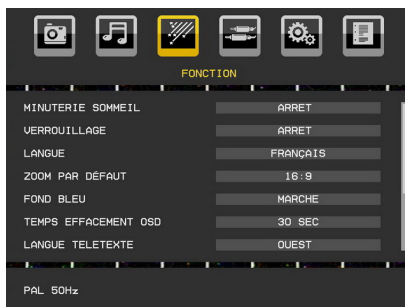 FONCTION
MINUTERIE SOMMEIL ARRET
VERROUILLAGE ARRET
LANGUE FRANÇAIS
ZOOM PAR DÉFAUT 16:9
FOND BLEU MARCHE
TEMPS EFFACEMENT OSD 30 SEC
LANGUE TELETEXTE OUEST
PAL 50Hz